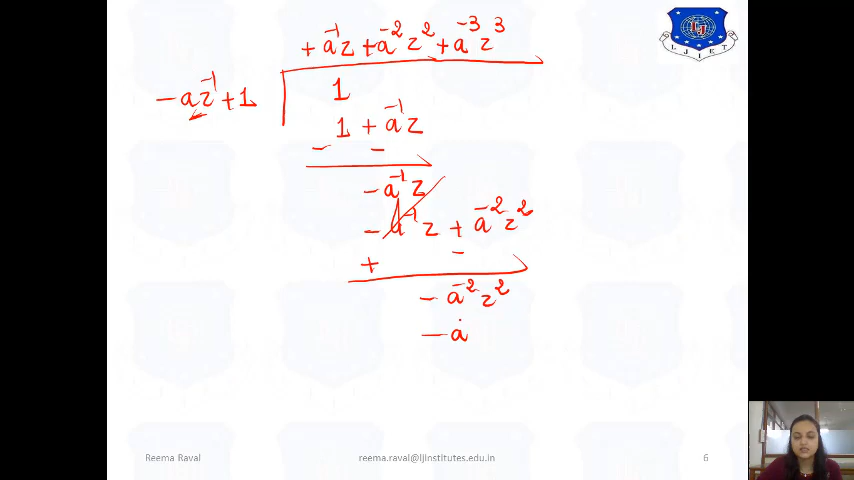 + a⁻¹z + a⁻²z² + a⁻³z³
- az⁻¹ + 1
1
1 + a⁻¹z
- -
- a⁻¹z
- a⁻¹z + a⁻²z²
+ -
- a⁻²z²
- a
LJIET
Reema Raval
reema.raval@ljinstitutes.edu.in
6